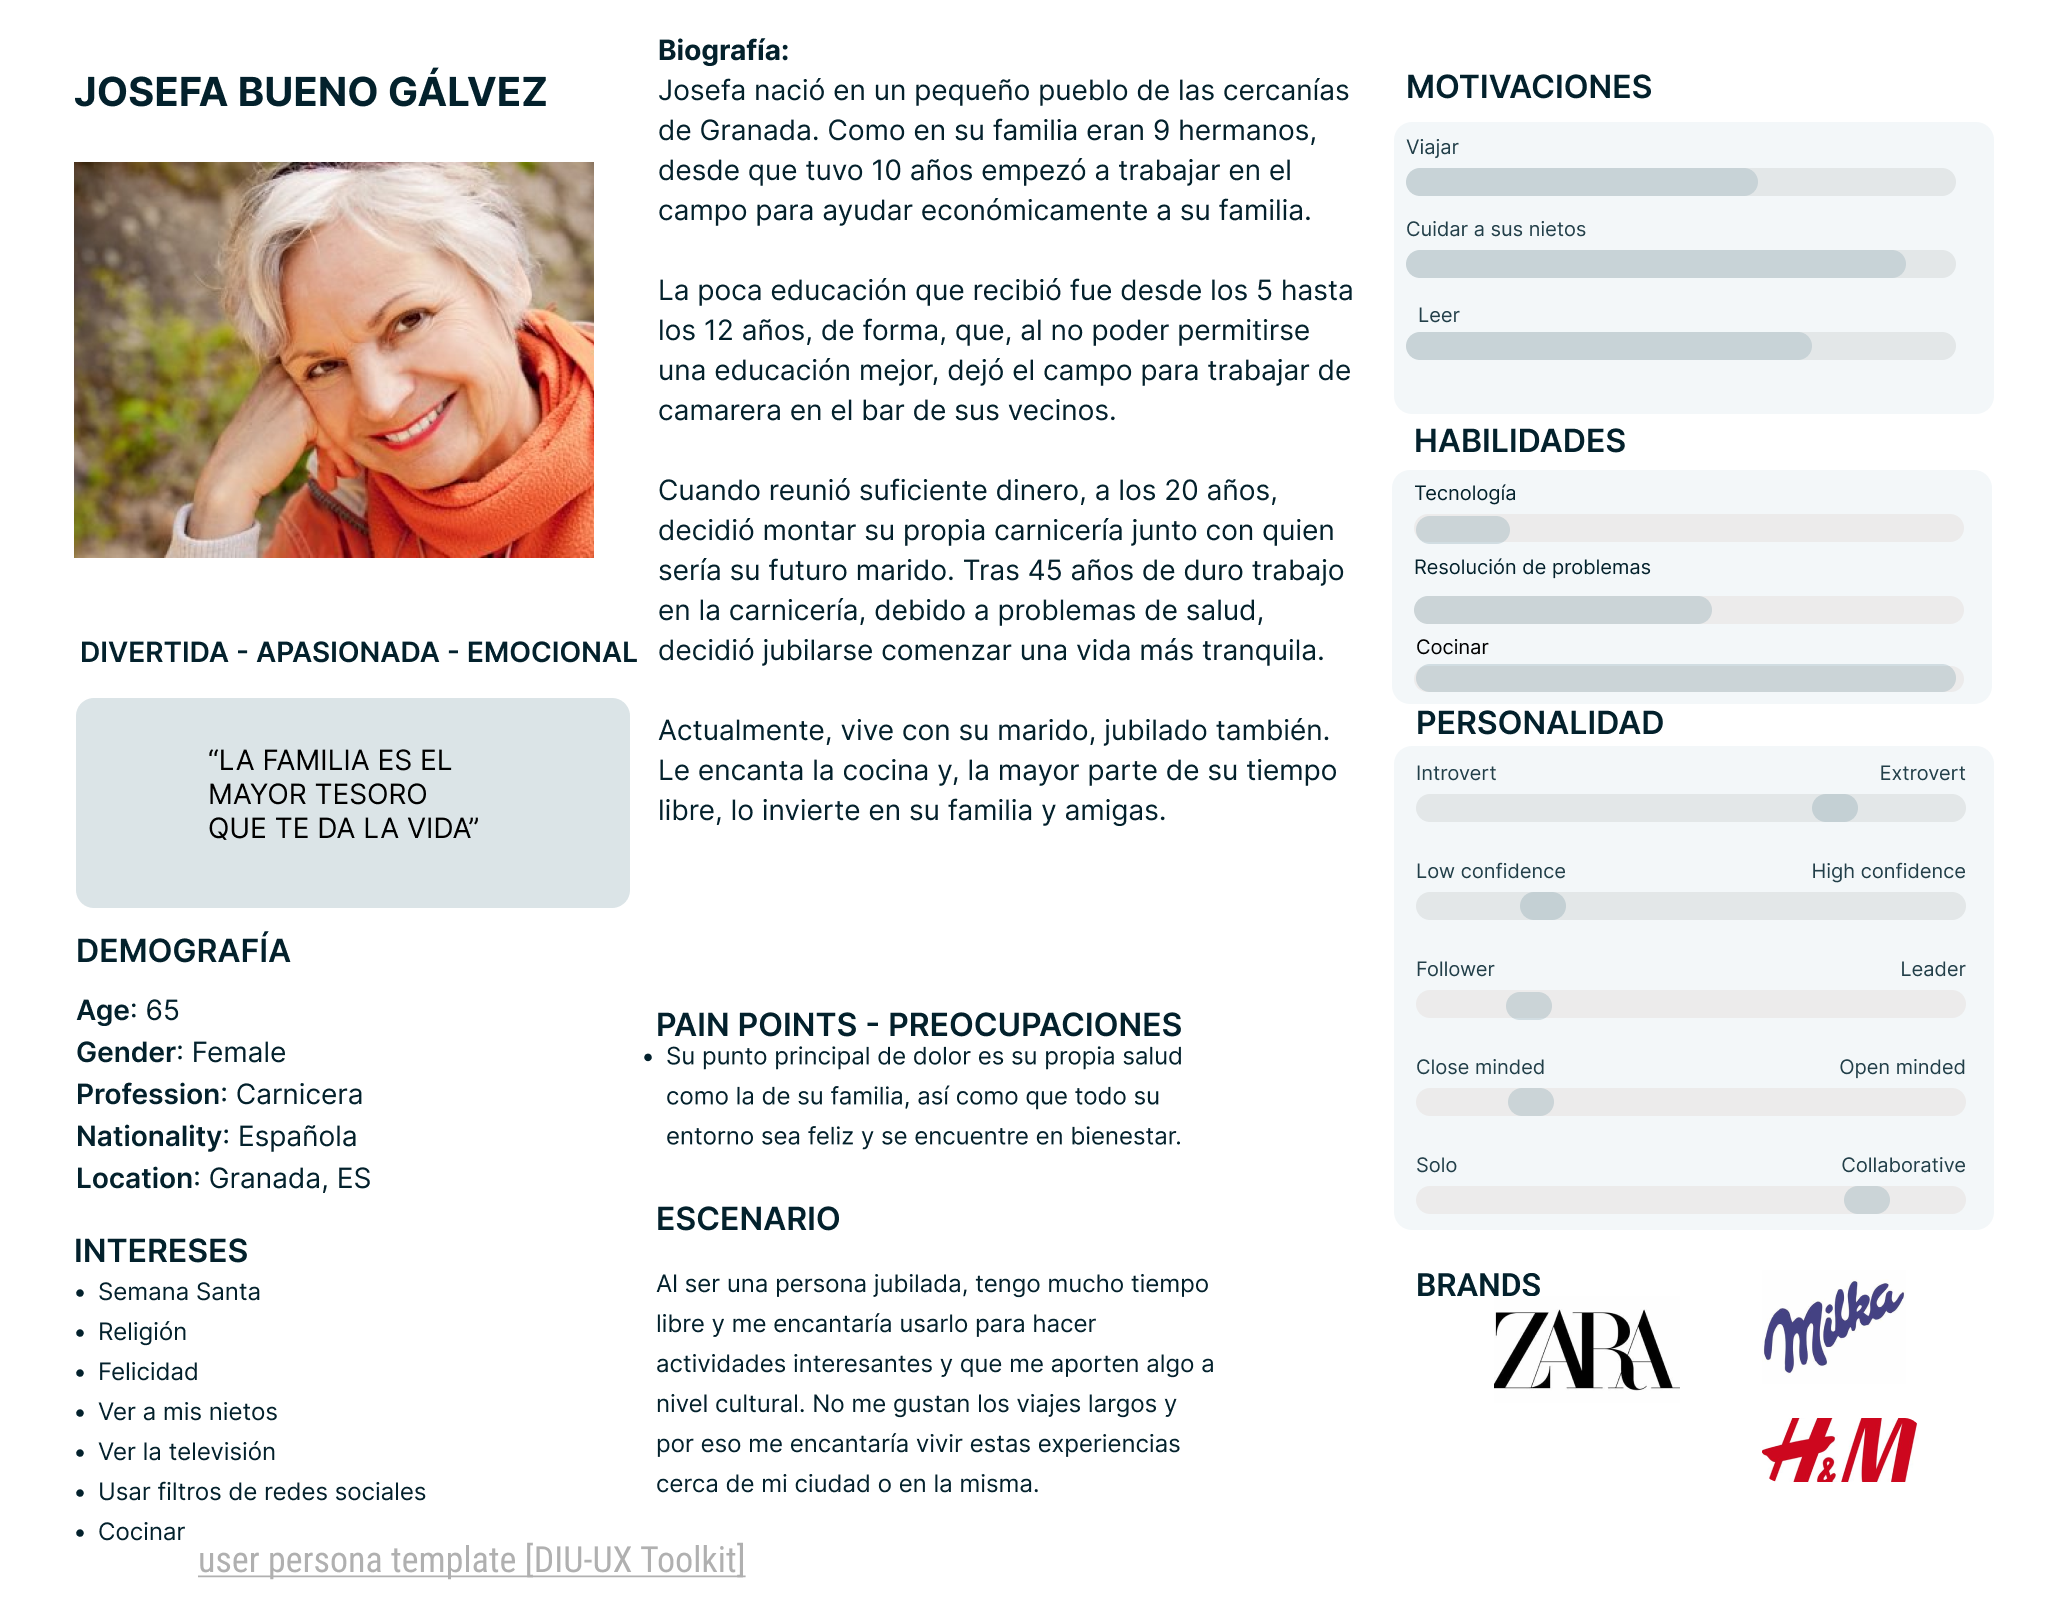 JOSEFA BUENO GÁLVEZ
DIVERTIDA - APASIONADA - EMOCIONAL
“LA FAMILIA ES EL
MAYOR TESORO
QUE TE DA LA VIDA”
DEMOGRAFÍA
Age: 65
Gender: Female
Profession: Carnicera
Nationality: Española
Location: Granada, ES
INTERESES
• Semana Santa
• Religión
• Felicidad
• Ver a mis nietos
• Ver la televisión
• Usar filtros de redes sociales
• Cocinar
user persona template [DIU-UX Toolkit]
Biografía:
Josefa nació en un pequeño pueblo de las cercanías
de Granada. Como en su familia eran 9 hermanos,
desde que tuvo 10 años empezó a trabajar en el
campo para ayudar económicamente a su familia.
La poca educación que recibió fue desde los 5 hasta
los 12 años, de forma, que, al no poder permitirse
una educación mejor, dejó el campo para trabajar de
camarera en el bar de sus vecinos.
Cuando reunió suficiente dinero, a los 20 años,
decidió montar su propia carnicería junto con quien
sería su futuro marido. Tras 45 años de duro trabajo
en la carnicería, debido a problemas de salud,
decidió jubilarse comenzar una vida más tranquila.
Actualmente, vive con su marido, jubilado también.
Le encanta la cocina y, la mayor parte de su tiempo
libre, lo invierte en su familia y amigas.
PAIN POINTS - PREOCUPACIONES
• Su punto principal de dolor es su propia salud
como la de su familia, así como que todo su
entorno sea feliz y se encuentre en bienestar.
ESCENARIO
Al ser una persona jubilada, tengo mucho tiempo
libre y me encantaría usarlo para hacer
actividades interesantes y que me aporten algo a
nivel cultural. No me gustan los viajes largos y
por eso me encantaría vivir estas experiencias
cerca de mi ciudad o en la misma.
MOTIVACIONES
Viajar
Cuidar a sus nietos
Leer
HABILIDADES
Tecnología
Resolución de problemas
Cocinar
PERSONALIDAD
Introvert Extrovert
Low confidence High confidence
Follower Leader
Close minded Open minded
Solo Collaborative
BRANDS
ZARA
Milka
H&M